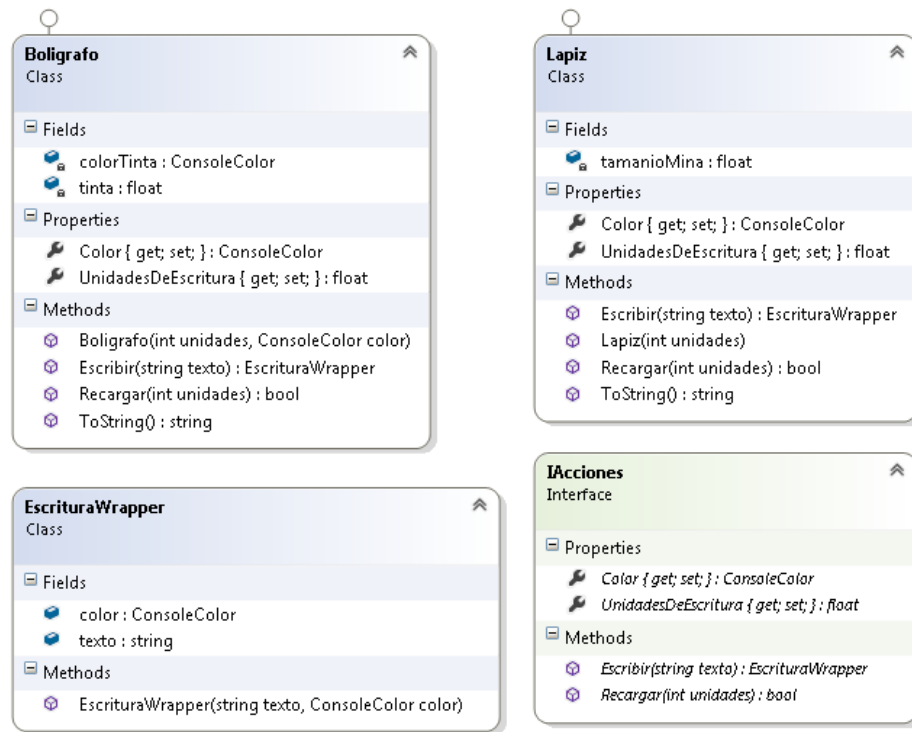 Boligrafo
Class
Fields
colorTinta : ConsoleColor
tinta : float
Properties
Color { get; set; } : ConsoleColor
UnidadesDeEscritura { get; set; } : float
Methods
Boligrafo(int unidades, ConsoleColor color)
Escribir(string texto) : EscrituraWrapper
Recargar(int unidades) : bool
ToString() : string
Lapiz
Class
Fields
tamanioMina : float
Properties
Color { get; set; } : ConsoleColor
UnidadesDeEscritura { get; set; } : float
Methods
Escribir(string texto) : EscrituraWrapper
Lapiz(int unidades)
Recargar(int unidades) : bool
ToString() : string
EscrituraWrapper
Class
Fields
color : ConsoleColor
texto : string
Methods
EscrituraWrapper(string texto, ConsoleColor color)
IAcciones
Interface
Properties
Color { get; set; } : ConsoleColor
UnidadesDeEscritura { get; set; } : float
Methods
Escribir(string texto) : EscrituraWrapper
Recargar(int unidades) : bool